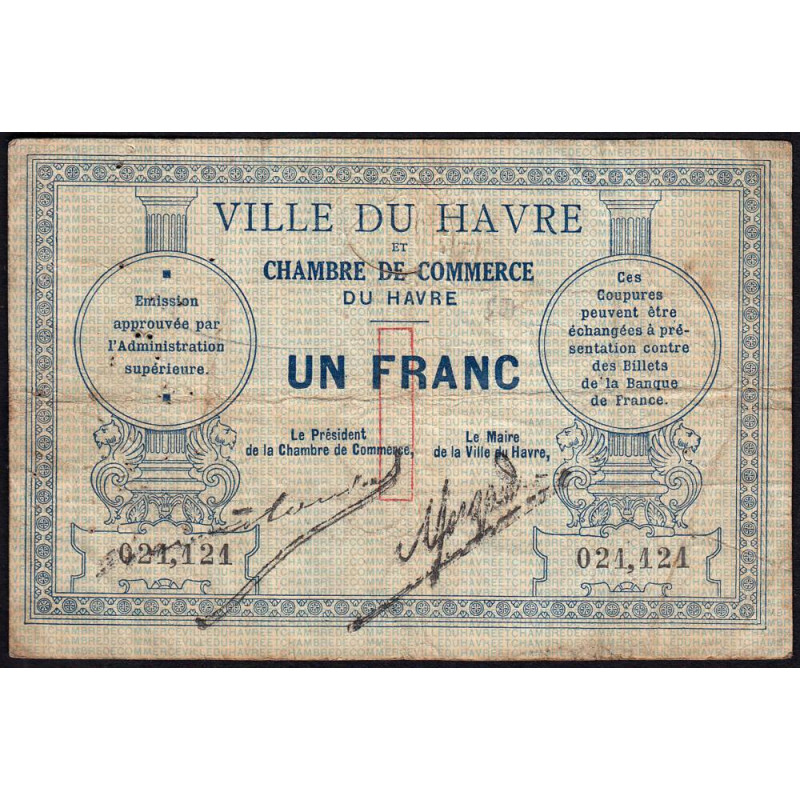 VILLE DU HAVRE
ET
CHAMBRE DE COMMERCE
DU HAVRE
UN FRANC
Emission
approuvée par
l'Administration
supérieure.
Ces
Coupures
peuvent être
échangées à pré-
sentation contre
des Billets
de la Banque
de France.
Le Président
de la Chambre de Commerce,
Le Maire
de la Ville du Havre,
021,121
021,121